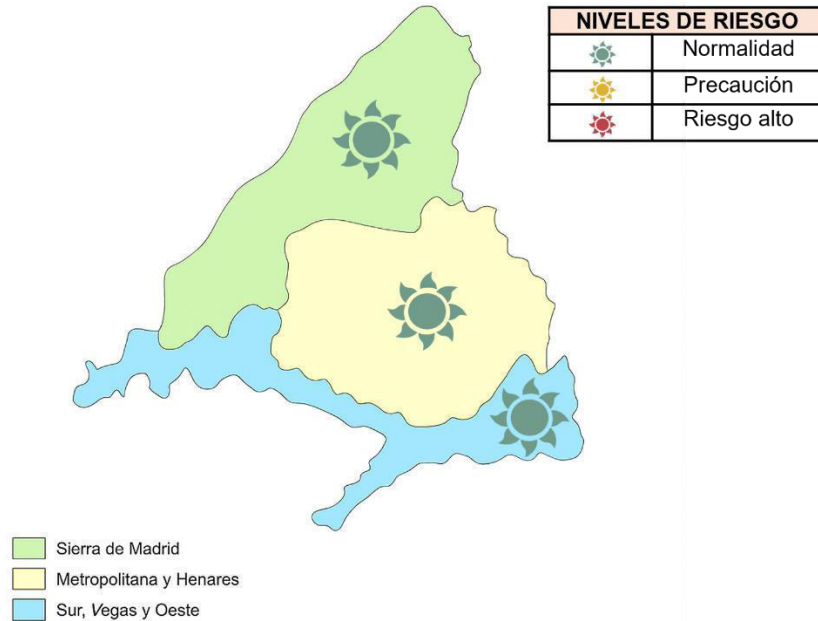 NIVELES DE RIESGO
Normalidad
Precaución
Riesgo alto
Sierra de Madrid
Metropolitana y Henares
Sur, Vegas y Oeste